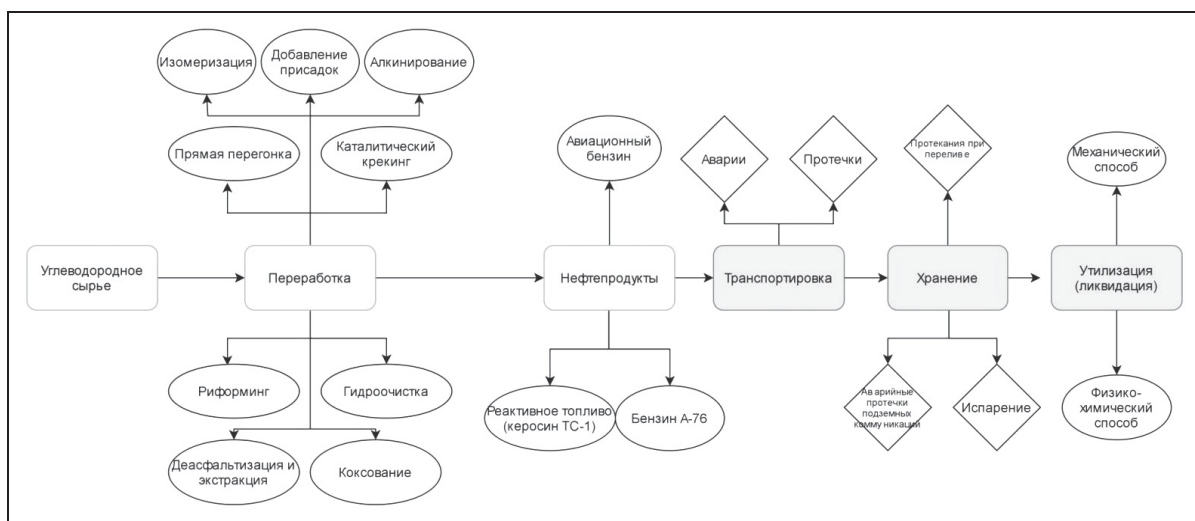 Изомеризация
Добавление
присадок
Алкинирование
Прямая перегонка
Каталитический
крекинг
Авиационный
бензин
Аварии
Протечки
Протекания при
переливе
Механический
способ
Углеводородное
сырье
Переработка
Нефтепродукты
Транспортировка
Хранение
Утилизация
(ликвидация)
Риформинг
Гидроочистка
Реактивное топливо
(керосин ТС-1)
Бензин А-76
Аварийные
протечки
подземных
коммуникаций
Испарение
Физико-
химический
способ
Деасфальтизация и
экстракция
Коксование